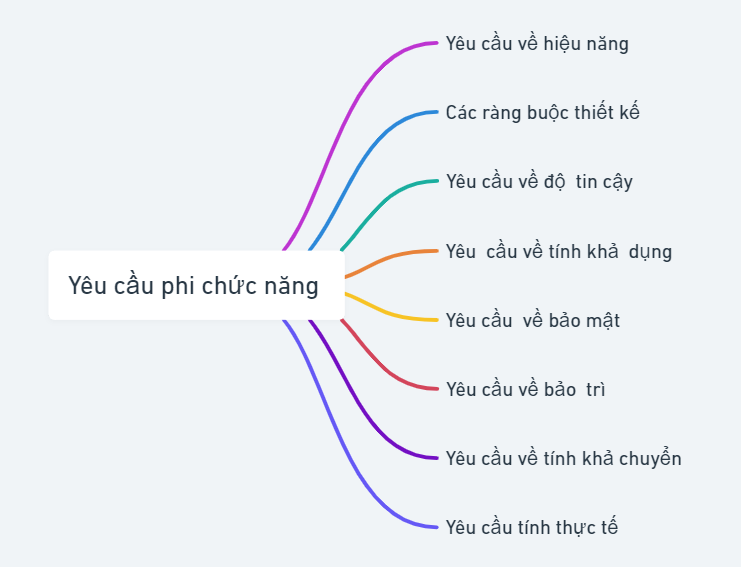 Yêu cầu phi chức năng
Yêu cầu về hiệu năng
Các ràng buộc thiết kế
Yêu cầu về độ  tin cậy
Yêu  cầu về tính khả  dụng
Yêu cầu  về bảo mật
Yêu cầu về bảo  trì
Yêu cầu về tính khả chuyển
Yêu cầu tính thực tế